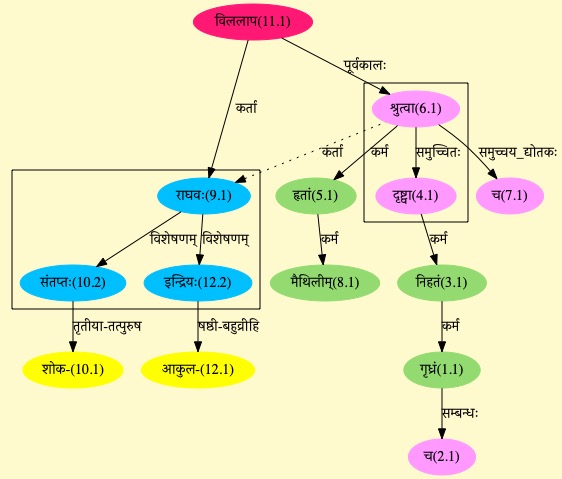 विललाप(11.1)
पूर्वकालः
कर्ता
श्रुत्वा(6.1)
कर्ता
कर्म
समुच्चितः
समुच्चय_द्योतकः
राघवः(9.1)
हृतां(5.1)
दृष्ट्वा(4.1)
च(7.1)
विशेषणम्
विशेषणम्
कर्म
कर्म
संतप्तः(10.2)
इन्द्रियः(12.2)
मैथिलीम्(8.1)
निहतं(3.1)
तृतीया-तत्पुरुष
षष्ठी-बहुव्रीहि
कर्म
शोक-(10.1)
आकुल-(12.1)
गृध्रं(1.1)
सम्बन्धः
च(2.1)